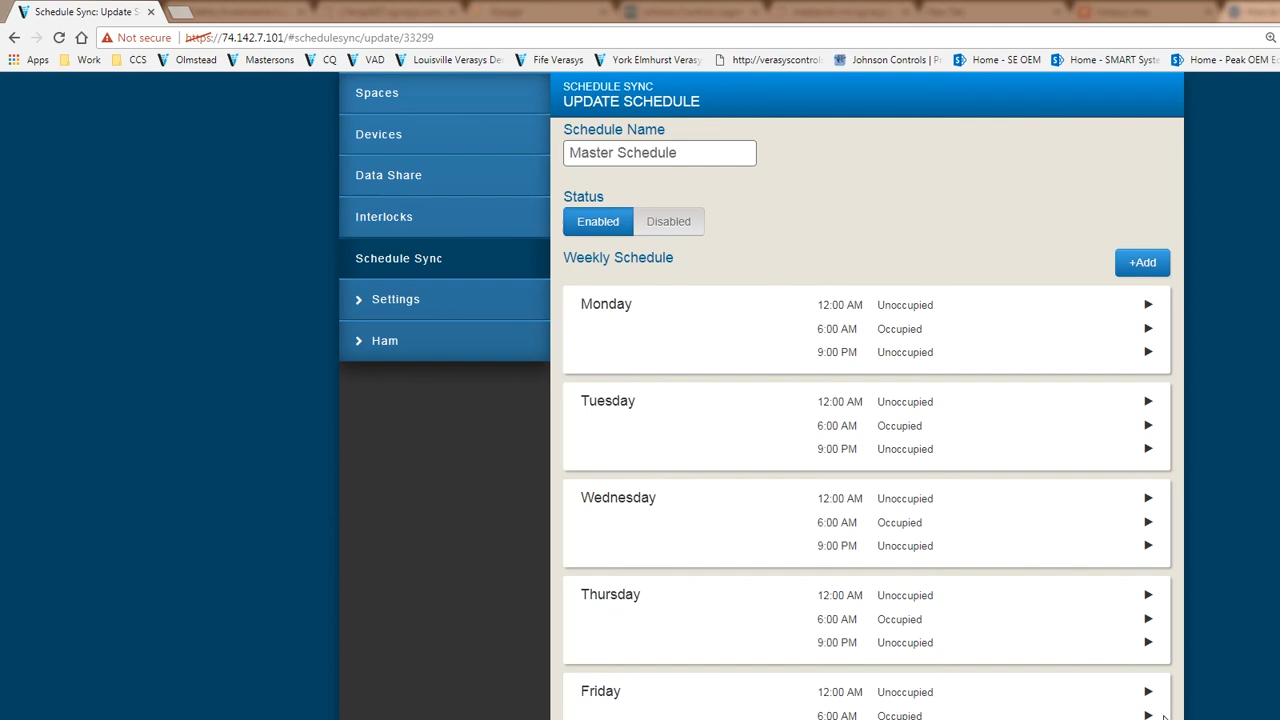 Schedule Sync: Update S
Not secure | https://74.142.7.101/#schedulesync/update/33299
Apps Work CCS Olmstead Mastersons CQ VAD Louisville Verasys De Fife Verasys York Elmhurst Verasy http://verasyscontrol Johnson Controls | Pr Home - SE OEM Home - SMART Syste Home - Peak OEM Ec
Spaces
Devices
Data Share
Interlocks
Schedule Sync
Settings
Ham
SCHEDULE SYNC
UPDATE SCHEDULE
Schedule Name
Master Schedule
Status
Enabled Disabled
Weekly Schedule +Add
Monday 12:00 AM Unoccupied
6:00 AM Occupied
9:00 PM Unoccupied
Tuesday 12:00 AM Unoccupied
6:00 AM Occupied
9:00 PM Unoccupied
Wednesday 12:00 AM Unoccupied
6:00 AM Occupied
9:00 PM Unoccupied
Thursday 12:00 AM Unoccupied
6:00 AM Occupied
9:00 PM Unoccupied
Friday 12:00 AM Unoccupied
6:00 AM Occupied